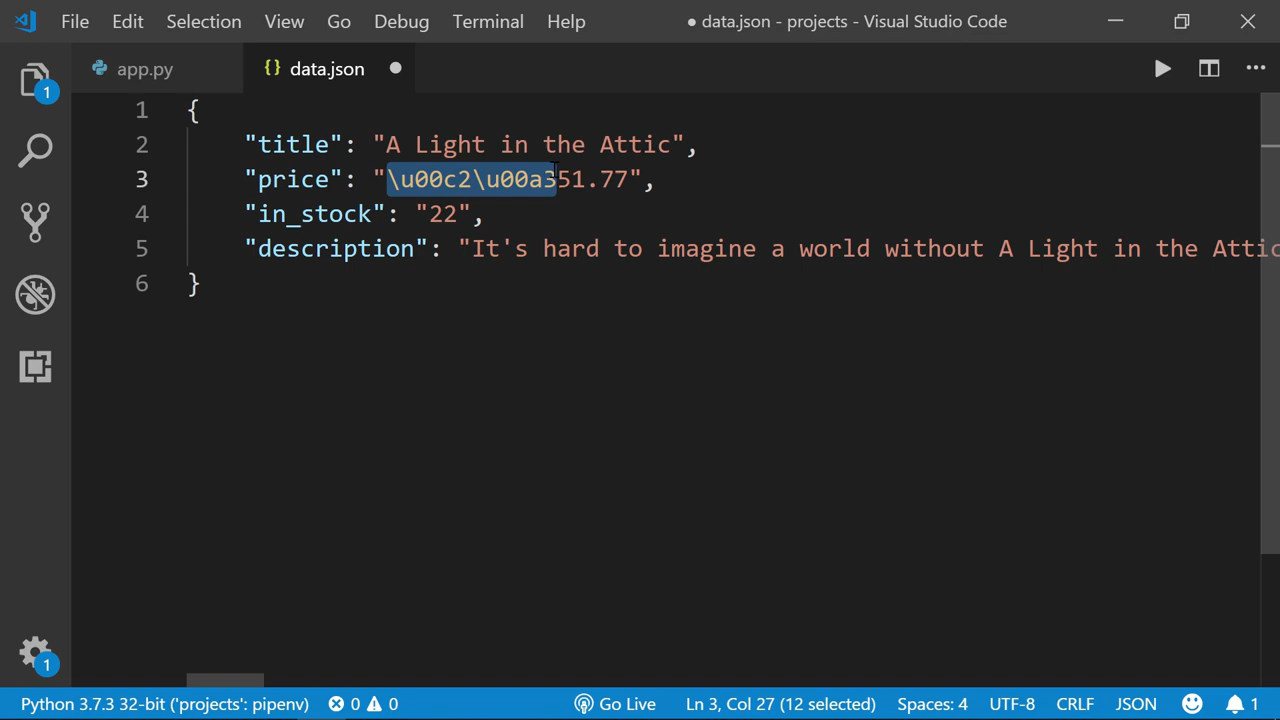 File Edit Selection View Go Debug Terminal Help ● data.json - projects - Visual Studio Code
app.py {} data.json ●
1 {
2 "title": "A Light in the Attic",
3 "price": "\u00c2\u00a351.77",
4 "in_stock": "22",
5 "description": "It's hard to imagine a world without A Light in the Attic
6 }
1
1
Python 3.7.3 32-bit ('projects': pipenv) 0 0 Go Live Ln 3, Col 27 (12 selected) Spaces: 4 UTF-8 CRLF JSON 1